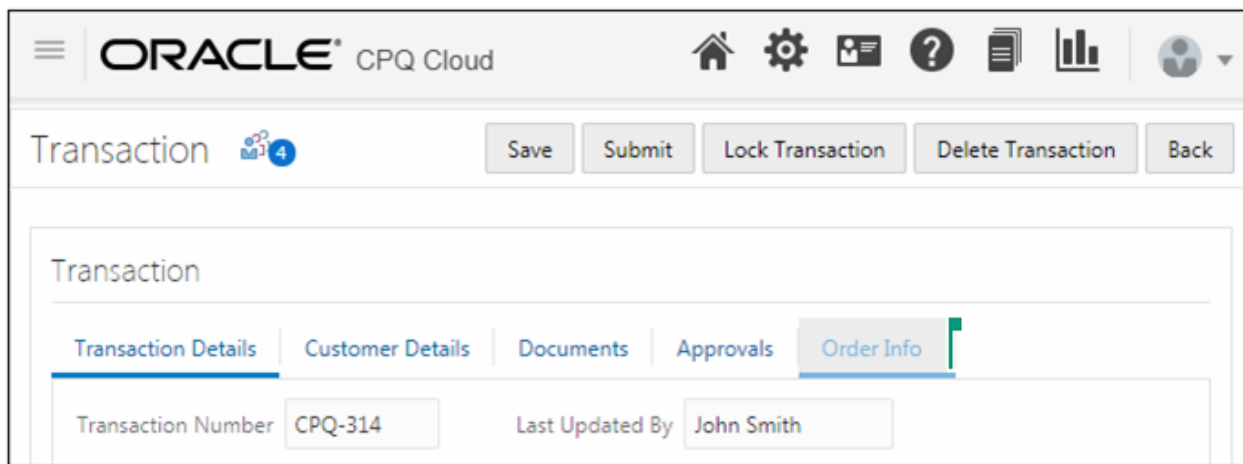 ORACLE® CPQ Cloud
Transaction 4 Save Submit Lock Transaction Delete Transaction Back
Transaction
Transaction Details Customer Details Documents Approvals Order Info
Transaction Number CPQ-314 Last Updated By John Smith